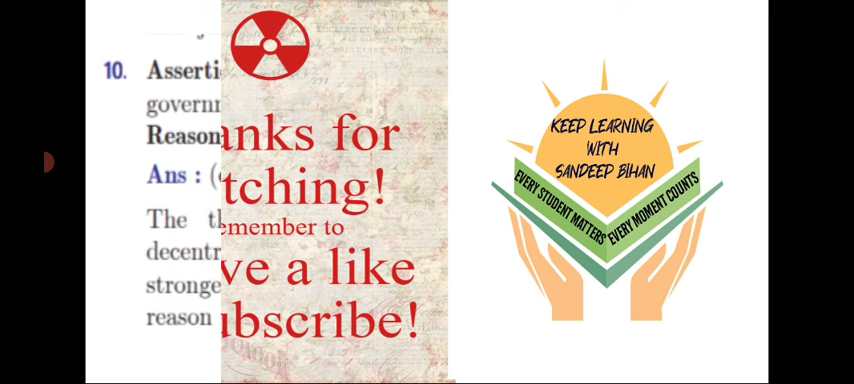 10. Asserti
governm
Reason
Ans : (
The th
decentr
stronge
reason
anks for
tching!
emember to
ve a like
ubscribe!
KEEP LEARNING
WITH
SANDEEP BIHAN
EVERY STUDENT MATTERS
EVERY MOMENT COUNTS